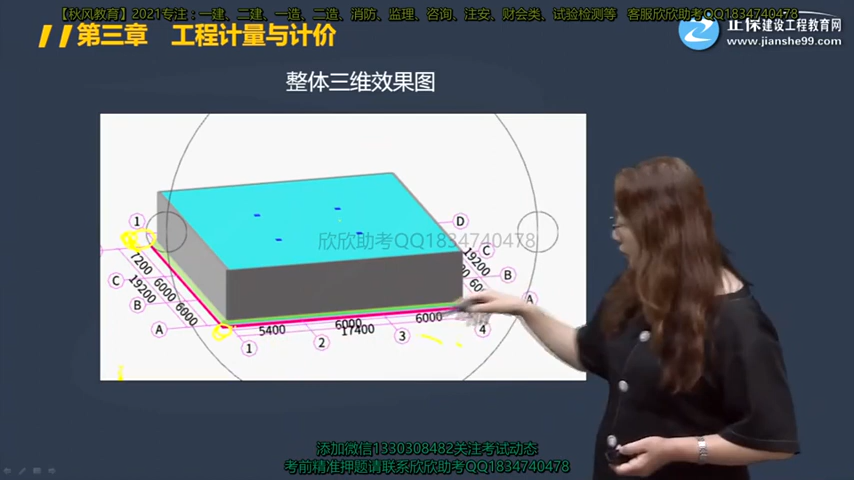 【秋风教育】2021专注：一建、二建、一造、二造、消防、监理、咨询、注安、财会类、试验检测等 客服欣欣助考QQ1834740478
第三章 工程计量与计价
正保建设工程教育网
www.jianshe99.com
整体三维效果图
1
D
欣欣助考QQ1834740478
C
7200
19200
C
6000
B
19200
B
6000
A
A
5400
6000
17400
6000
1
2
3
4
添加微信1330308482关注考试动态
考前精准押题请联系欣欣助考QQ1834740478